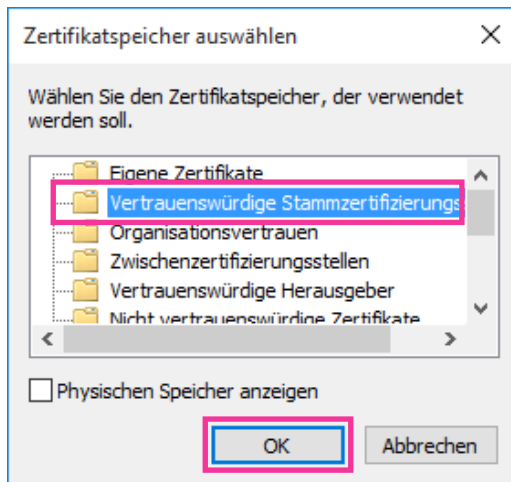 Zertifikatspeicher auswählen
Wählen Sie den Zertifikatspeicher, der verwendet
werden soll.
Eigene Zertifikate
Vertrauenswürdige Stammzertifizierungs
Organisationsvertrauen
Zwischenzertifizierungsstellen
Vertrauenswürdige Herausgeber
Nicht vertrauenswürdige Zertifikate
Physischen Speicher anzeigen
OK
Abbrechen